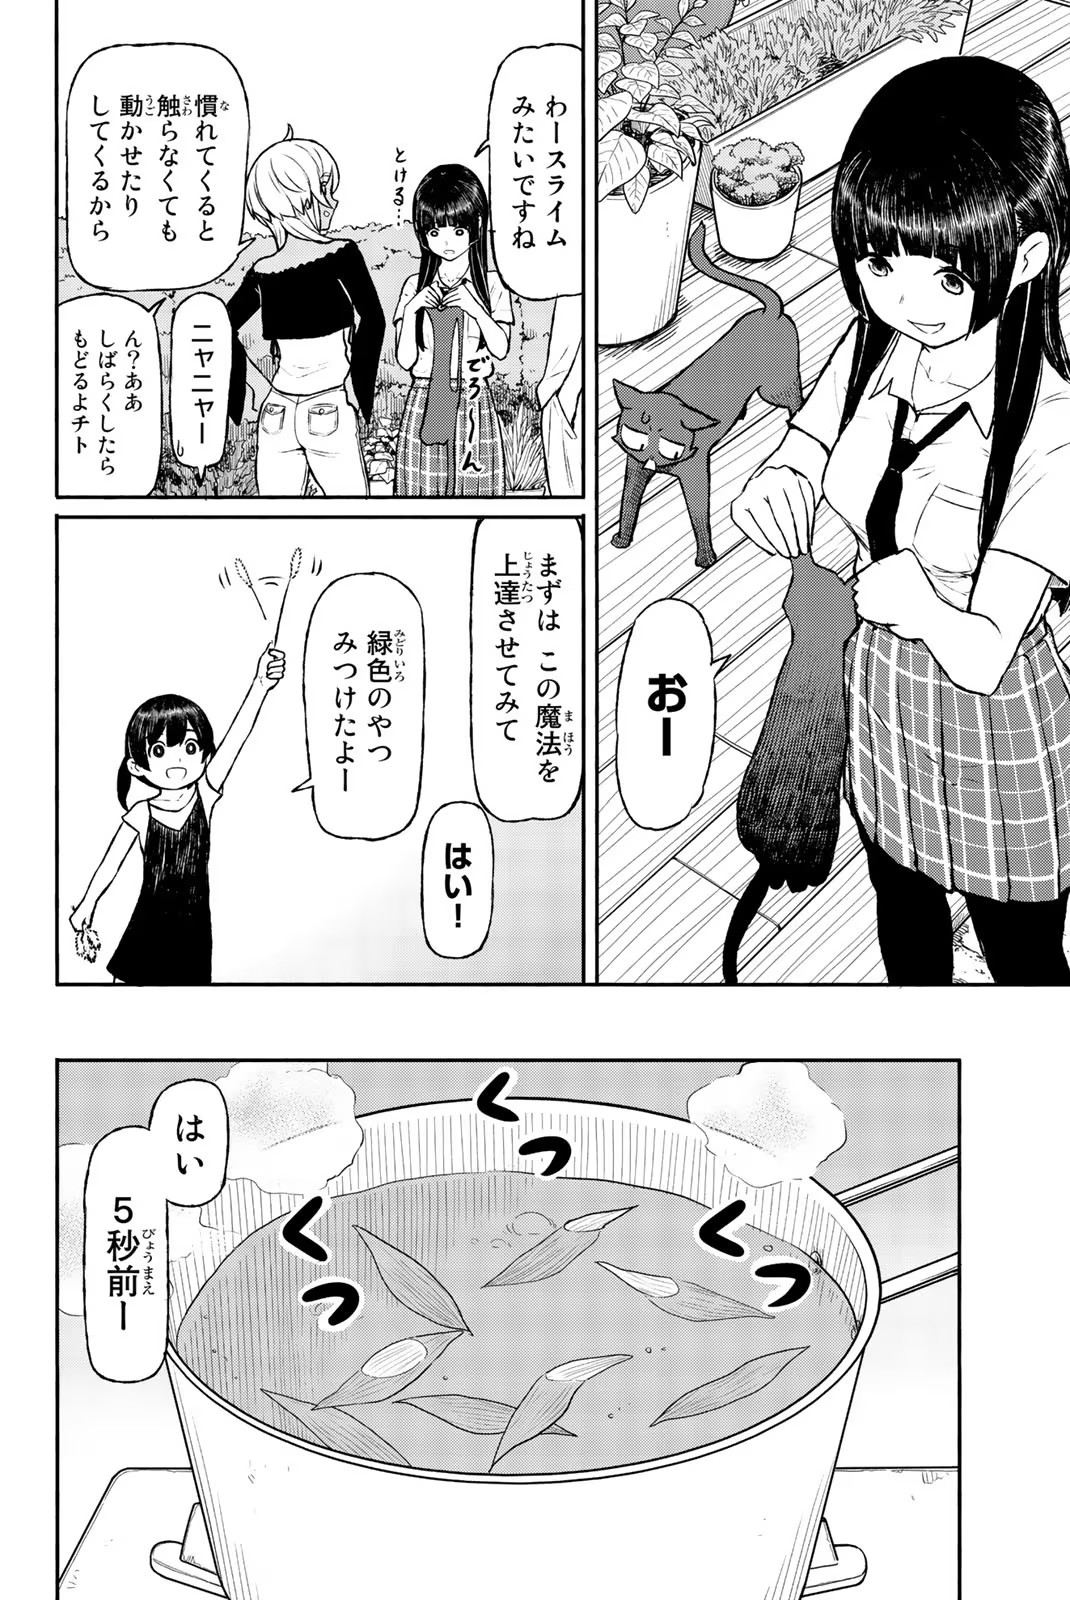 おー
わースライム
みたいですね
とける…
でろ〜ん
慣れてくると
触らなくても
動かせたり
してくるから
ニャニャー
ん?ああ
しばらくしたら
もどるよチト
まずは この魔法を
上達させてみて
はい!
緑色のやつ
みつけたよー
くつ
くつ
くつ
くつ
はい
5秒前ー